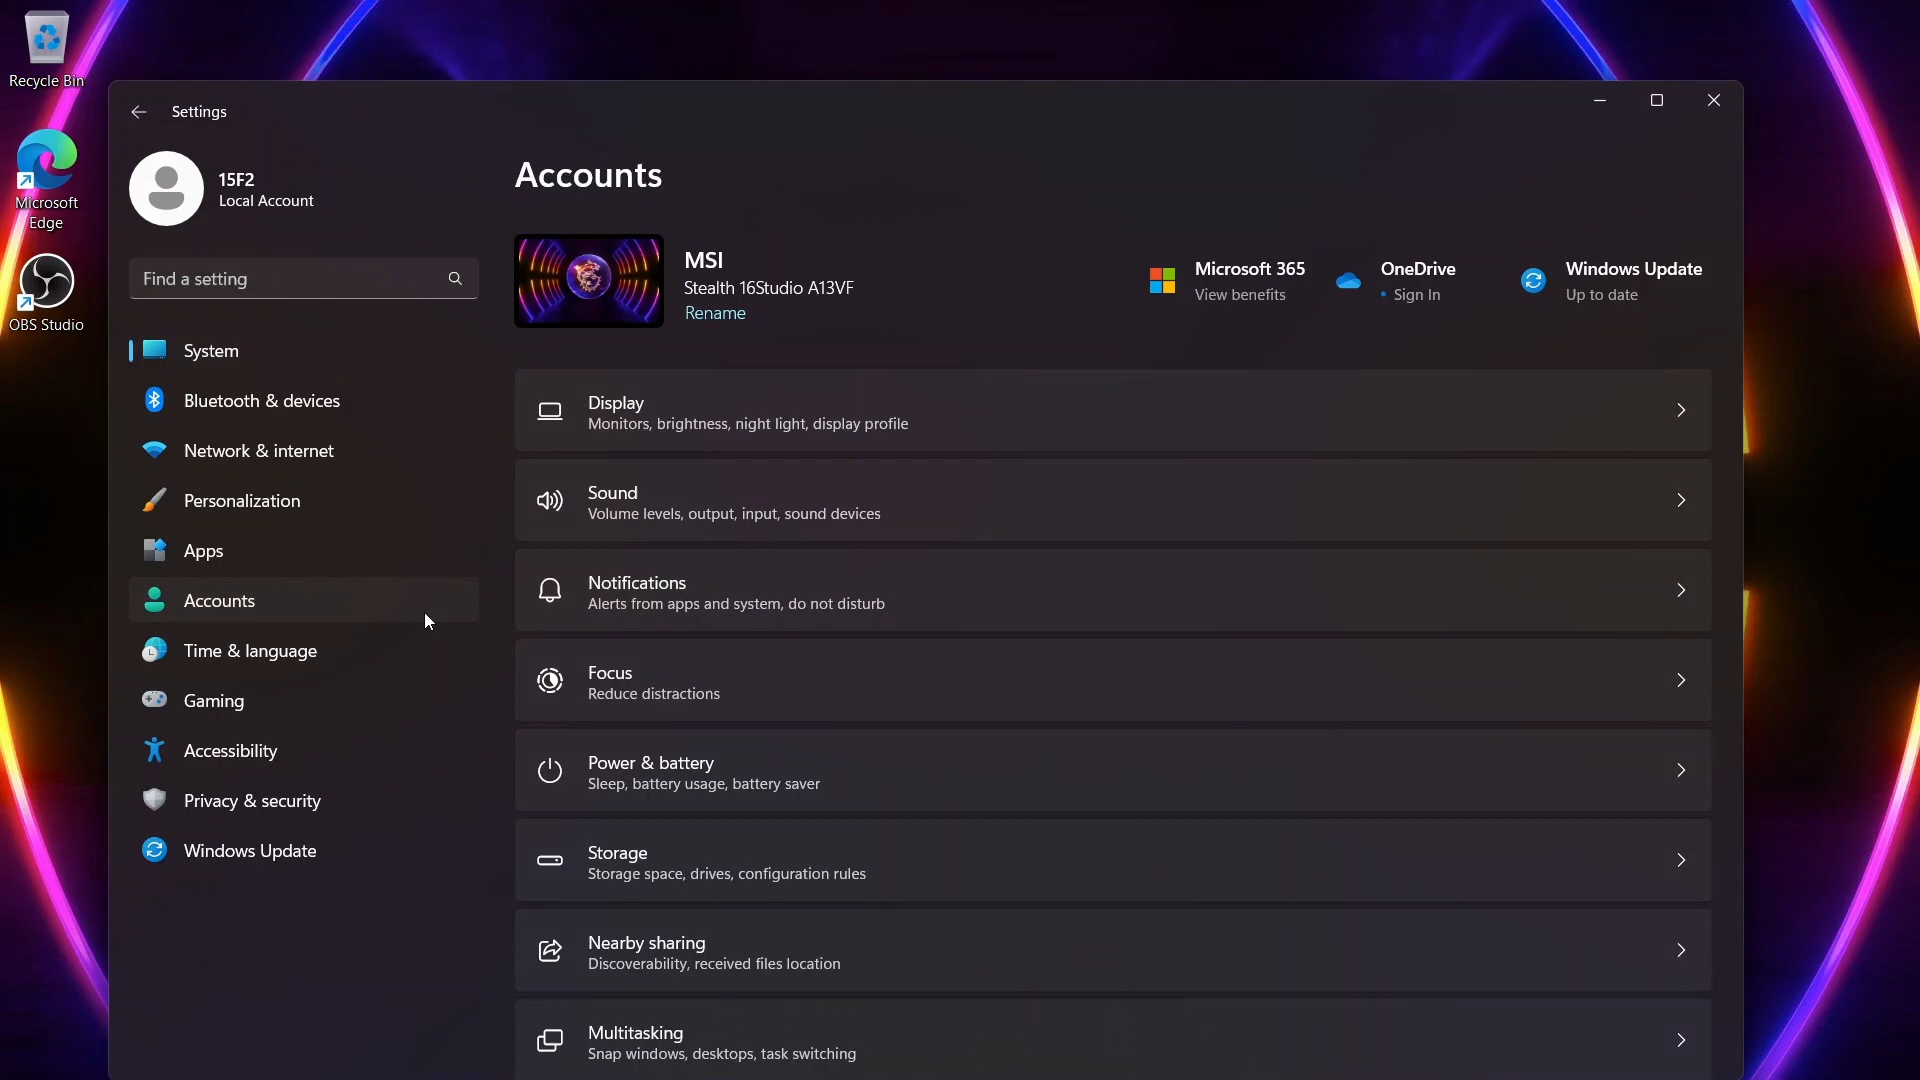 Recycle Bin
Microsoft
Edge
OBS Studio
Settings
15F2
Local Account
Find a setting
System
Bluetooth & devices
Network & internet
Personalization
Apps
Accounts
Time & language
Gaming
Accessibility
Privacy & security
Windows Update
Accounts
MSI
Stealth 16Studio A13VF
Rename
Microsoft 365
View benefits
OneDrive
• Sign In
Windows Update
Up to date
Display
Monitors, brightness, night light, display profile
Sound
Volume levels, output, input, sound devices
Notifications
Alerts from apps and system, do not disturb
Focus
Reduce distractions
Power & battery
Sleep, battery usage, battery saver
Storage
Storage space, drives, configuration rules
Nearby sharing
Discoverability, received files location
Multitasking
Snap windows, desktops, task switching